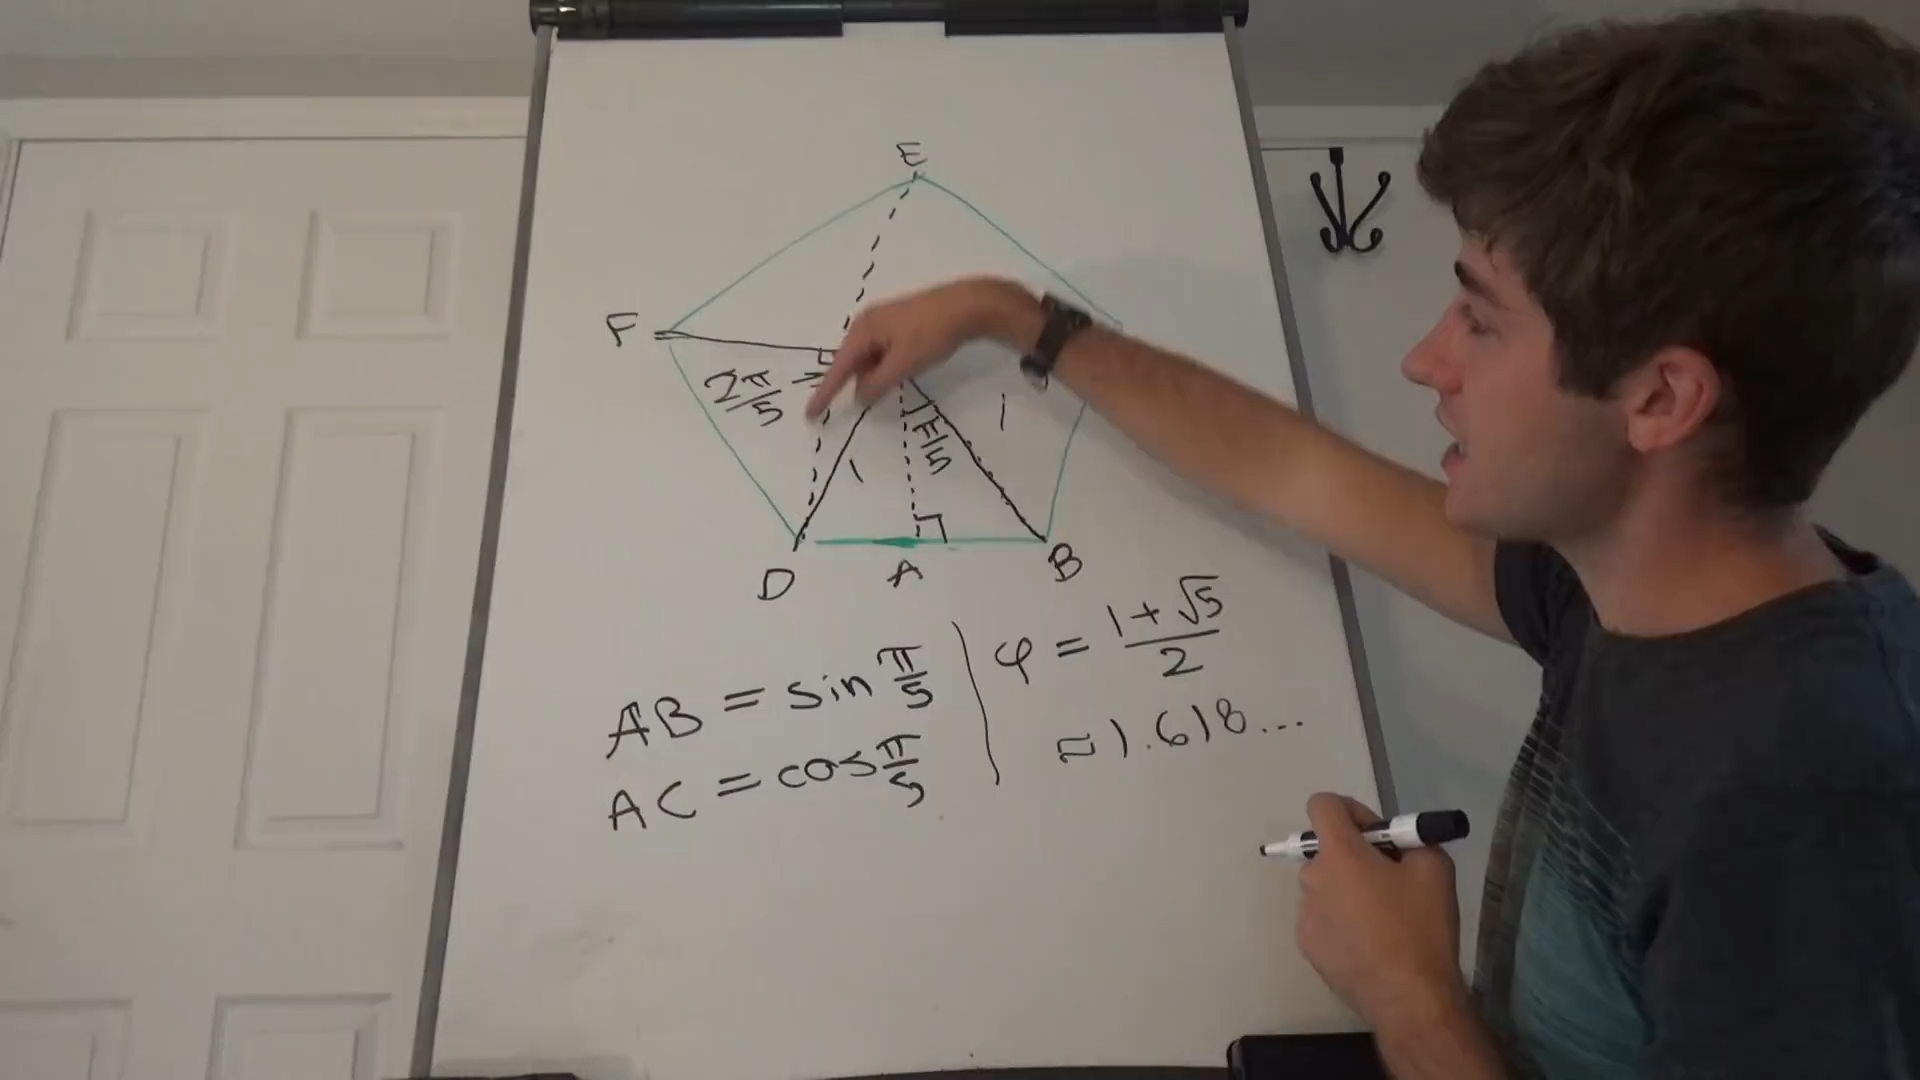 E
F
2π/5
π/5
1
1
D A B
AB = sin π/5
AC = cos π/5
φ = (1 + √5)/2
≈ 1.618...